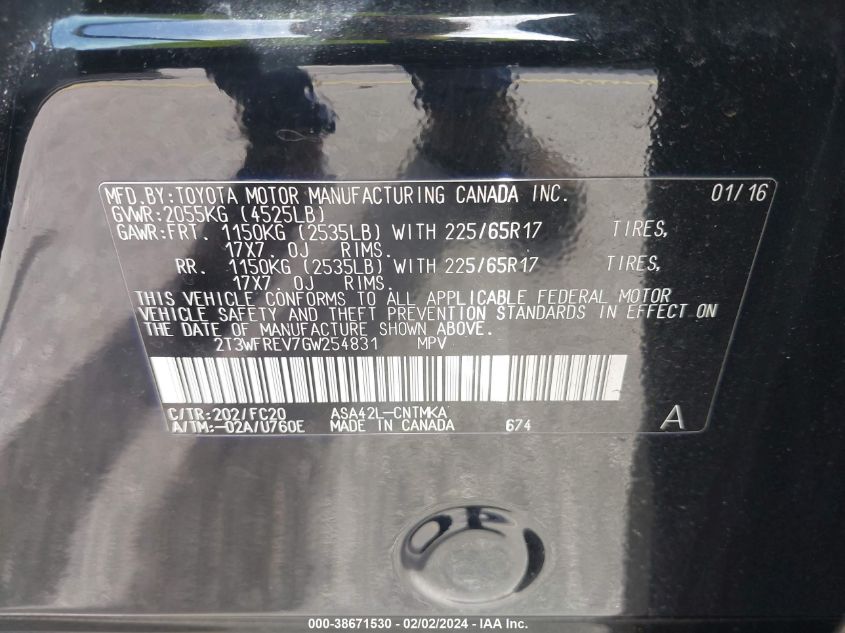 MFD.BY:TOYOTA MOTOR MANUFACTURING CANADA INC. 01/16
GVWR:2055KG (4525LB)
GAWR:FRT. 1150KG (2535LB) WITH 225/65R17 TIRES,
17X7.0J RIMS.
RR. 1150KG (2535LB) WITH 225/65R17 TIRES,
17X7.0J RIMS.
THIS VEHICLE CONFORMS TO ALL APPLICABLE FEDERAL MOTOR
VEHICLE SAFETY AND THEFT PREVENTION STANDARDS IN EFFECT ON
THE DATE OF MANUFACTURE SHOWN ABOVE.
2T3WFREV7GW254831 MPV
C/TR:202/FC20 ASA42L-CNTMKA
A/TM:-02A/U760E MADE IN CANADA 674 A
000-38671530 - 02/02/2024 - IAA Inc.